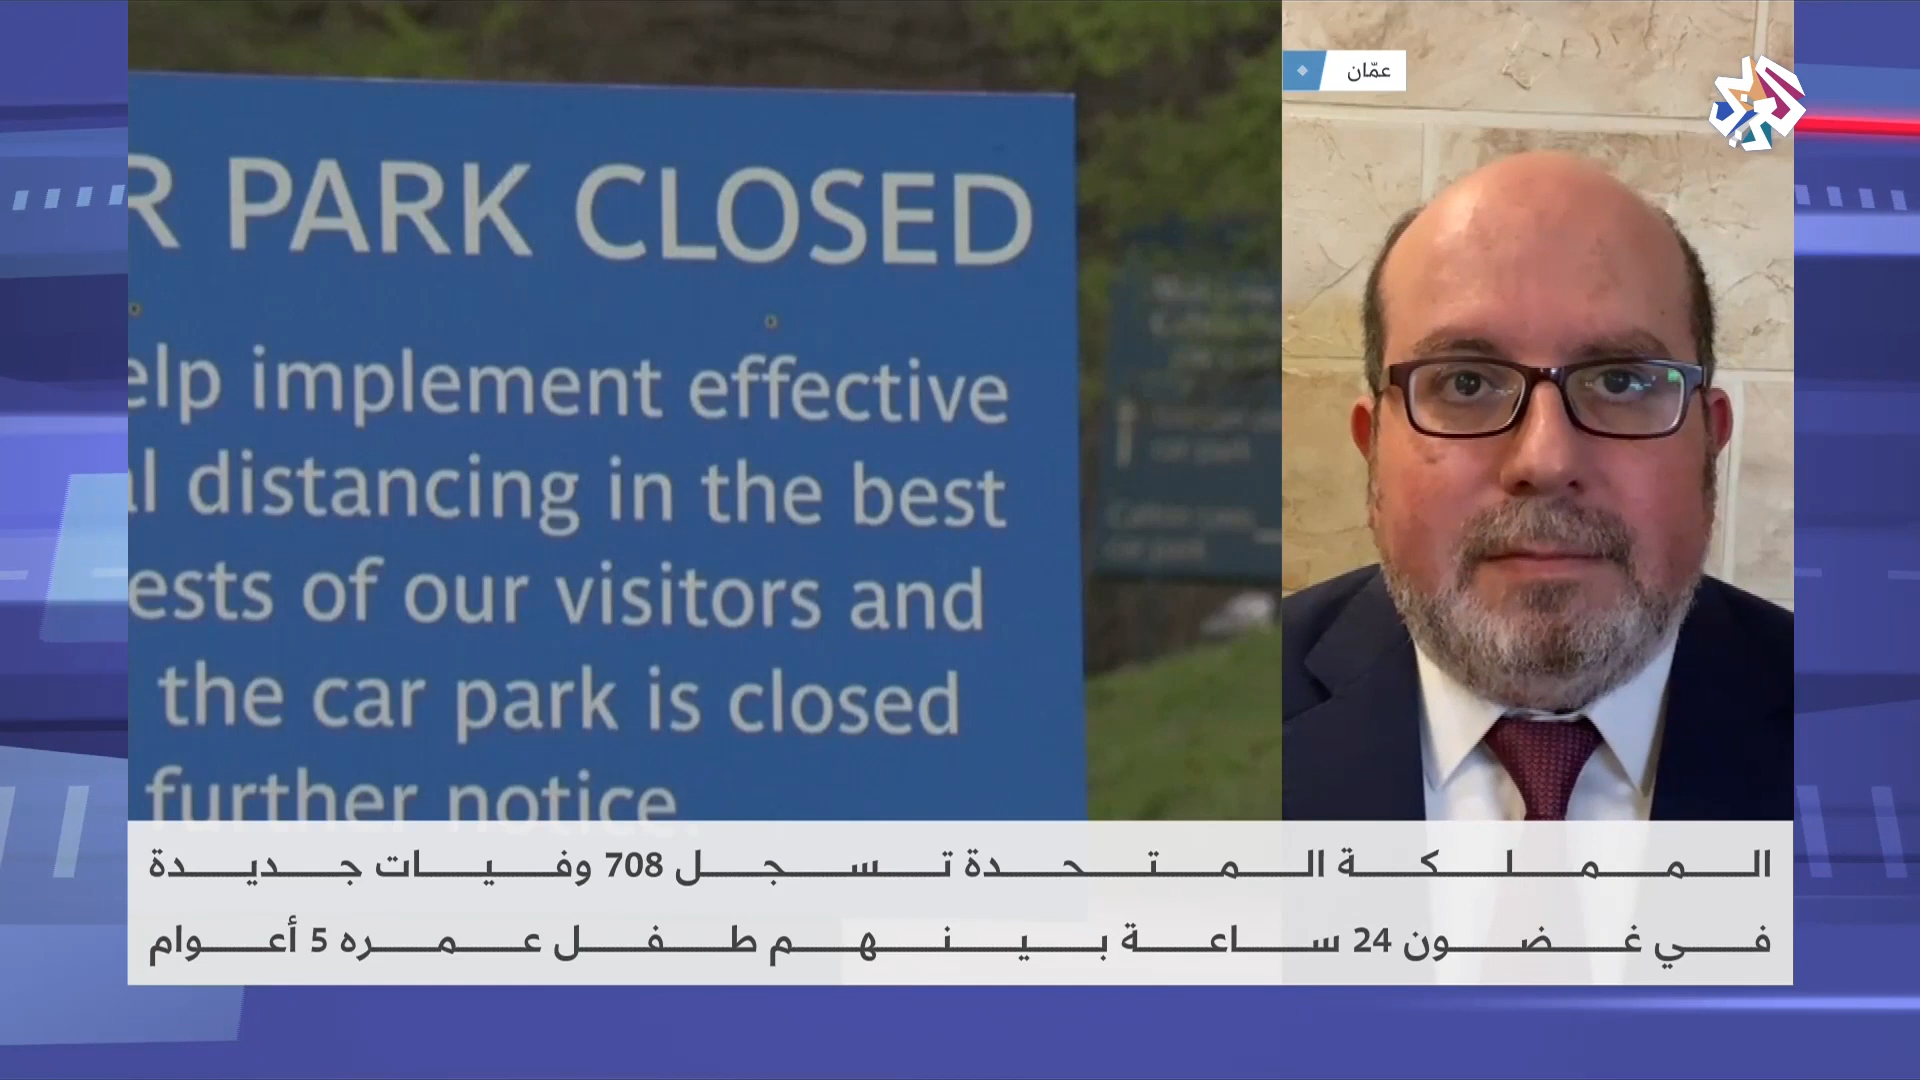 عمّان
R PARK CLOSED
elp implement effective
al distancing in the best
ests of our visitors and
the car park is closed
further notice.
المملكة المتحدة تسجل 708 وفيات جديدة
في غضون 24 ساعة بينهم طفل عمره 5 أعوام